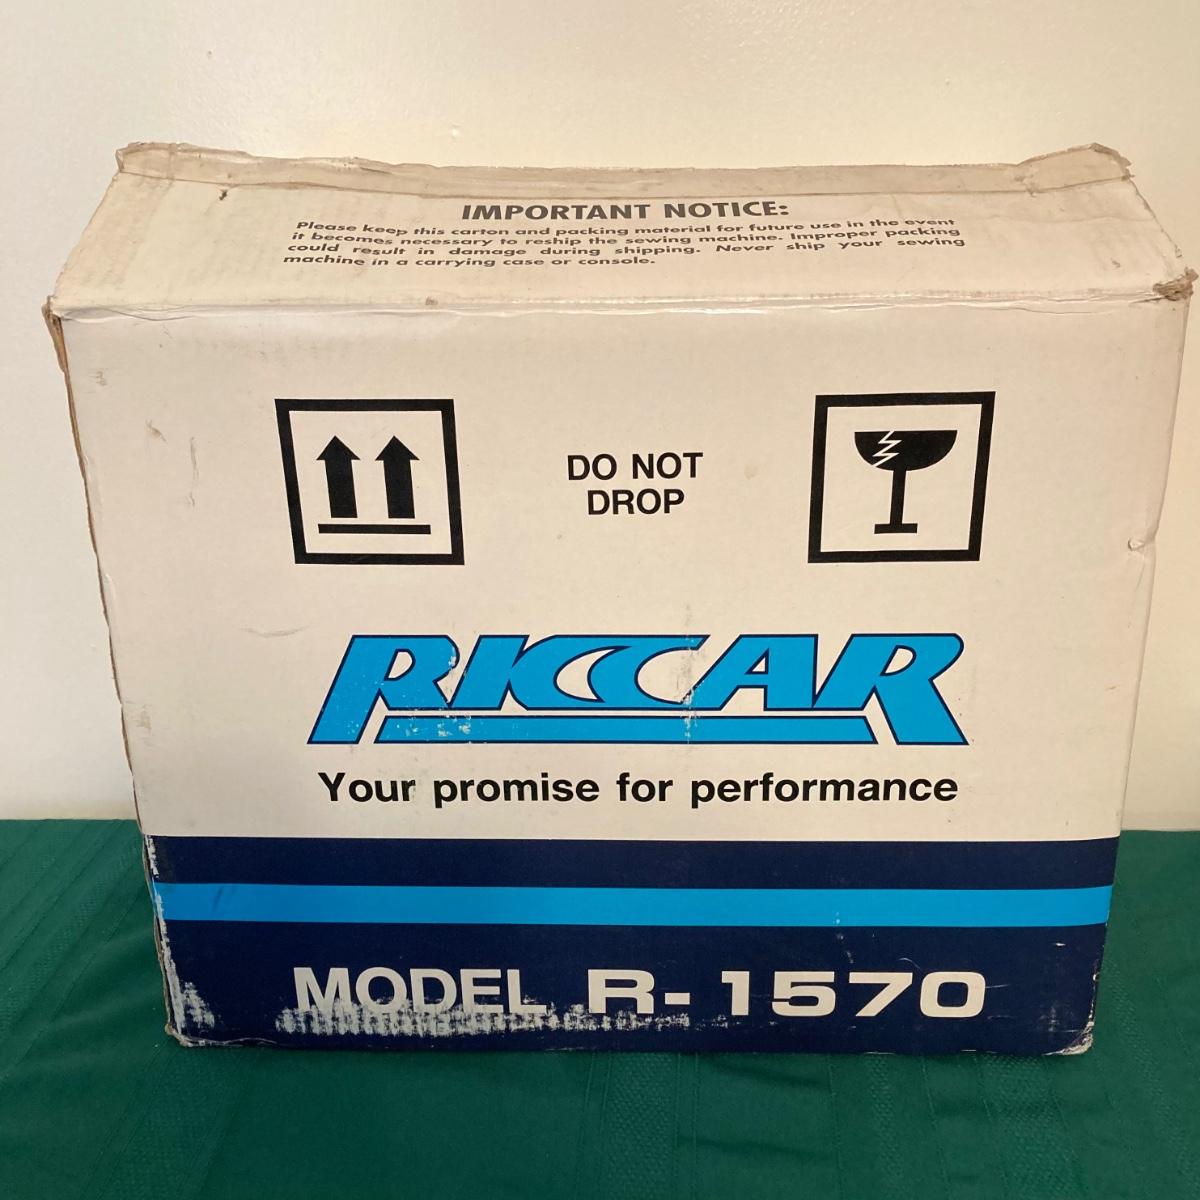 IMPORTANT NOTICE:
Please keep this carton and packing material for future use in the event
it becomes necessary to reship the sewing machine. Improper packing
could result in damage during shipping. Never ship your sewing
machine in a carrying case or console.
DO NOT
DROP
RICCAR
Your promise for performance
MODEL R-1570